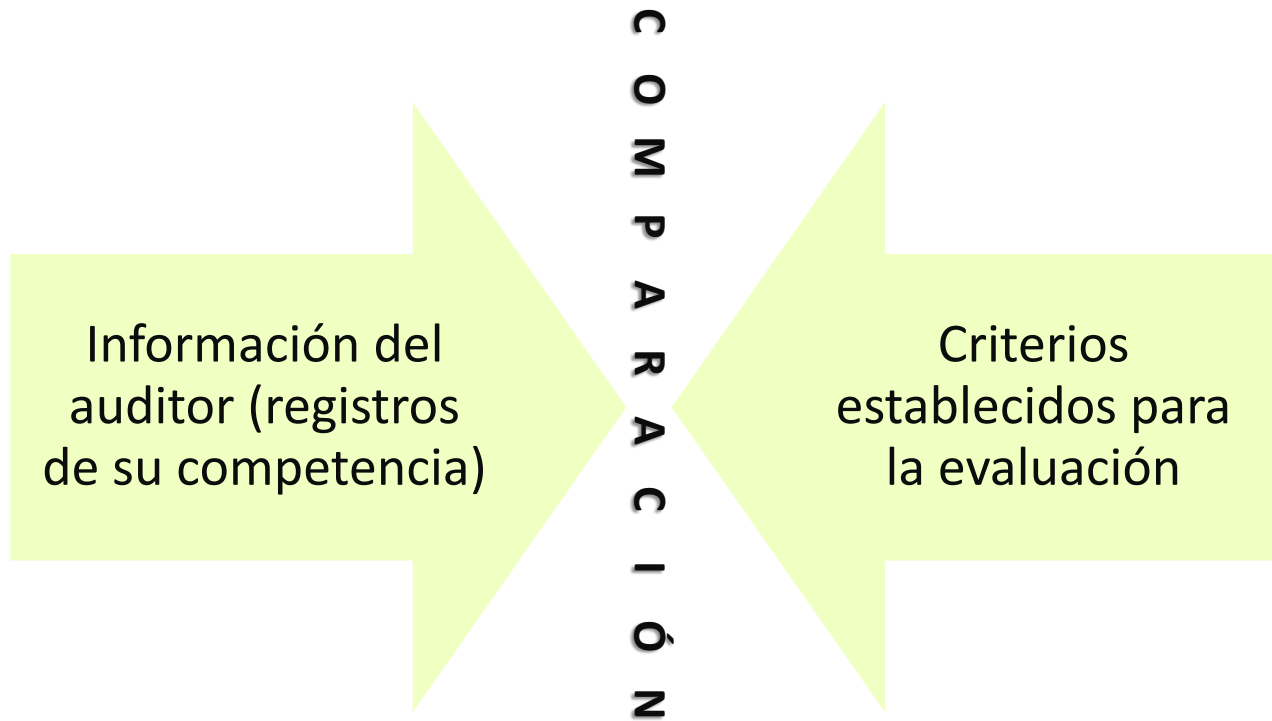 Información del
auditor (registros
de su competencia)
COMPARACIÓN
Criterios
establecidos para
la evaluación